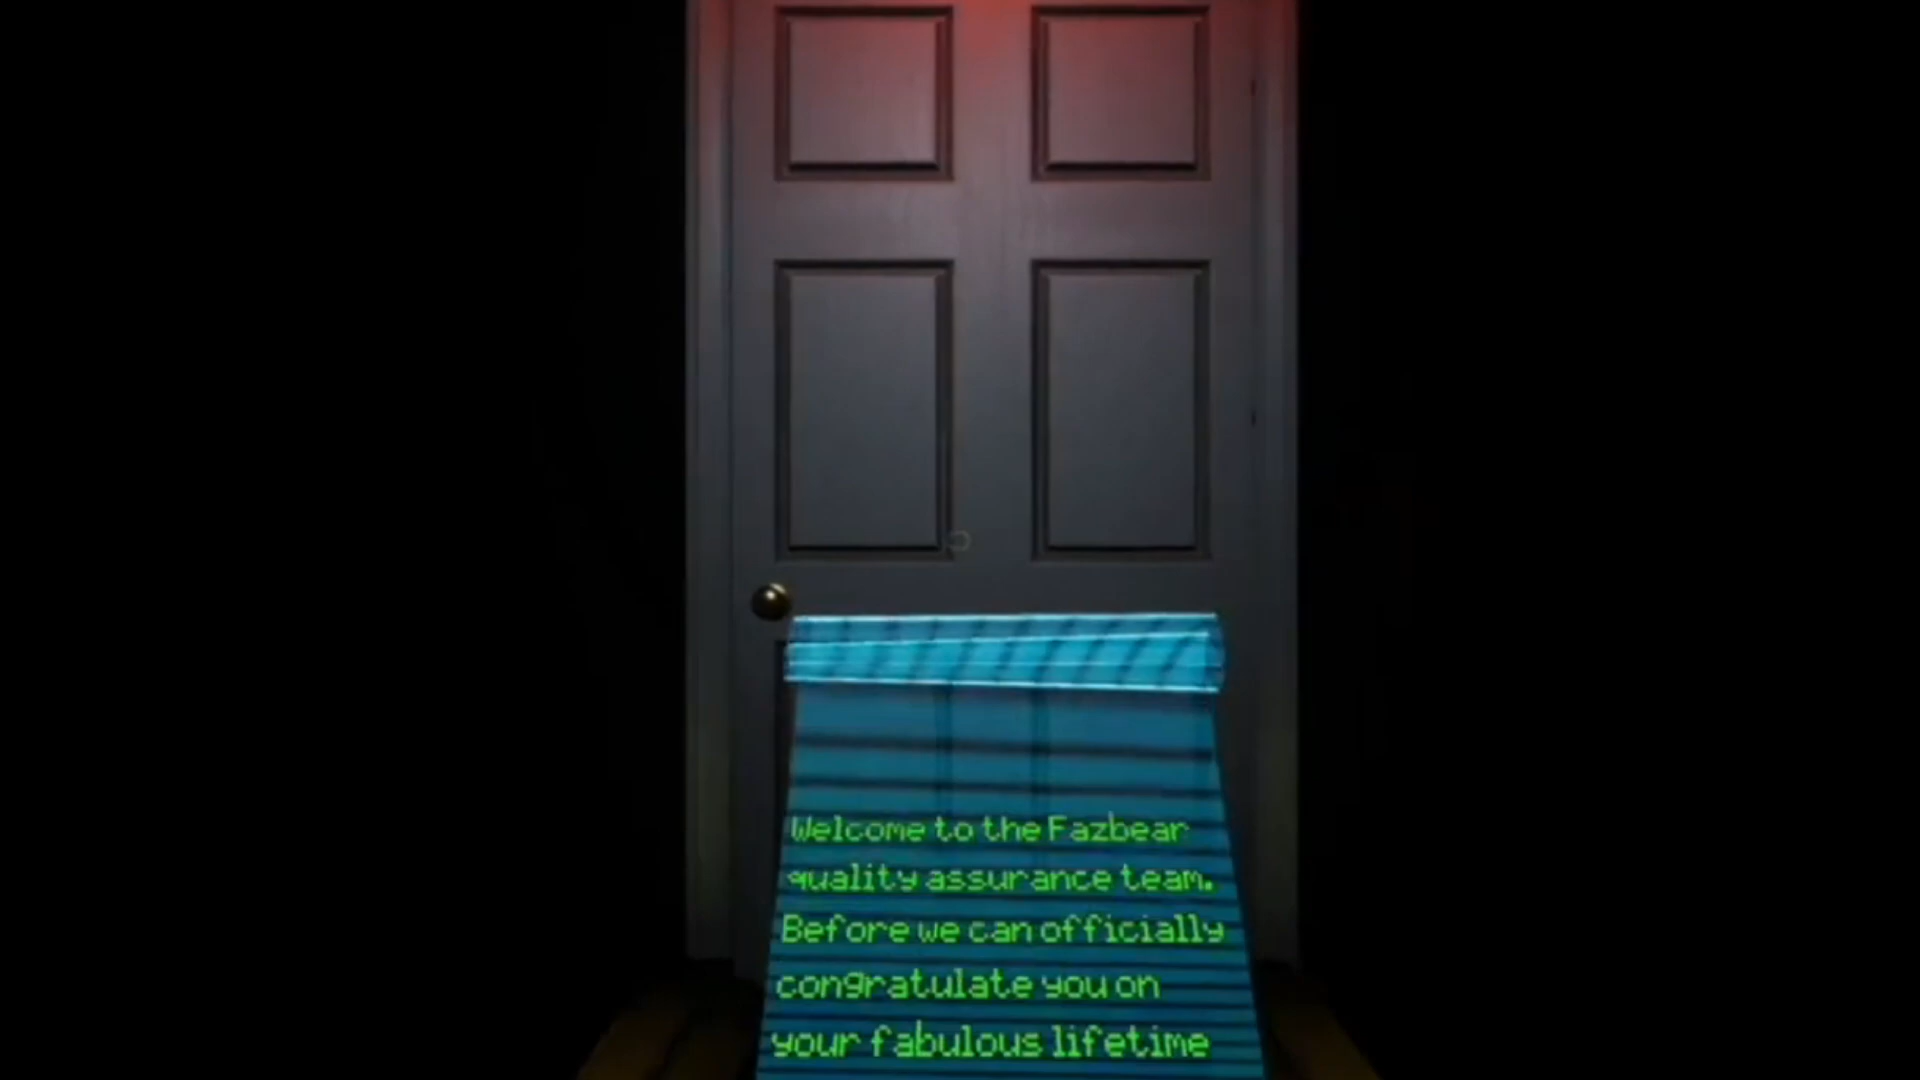 Welcome to the Fazbear
quality assurance team.
Before we can officially
congratulate you on
your fabulous lifetime